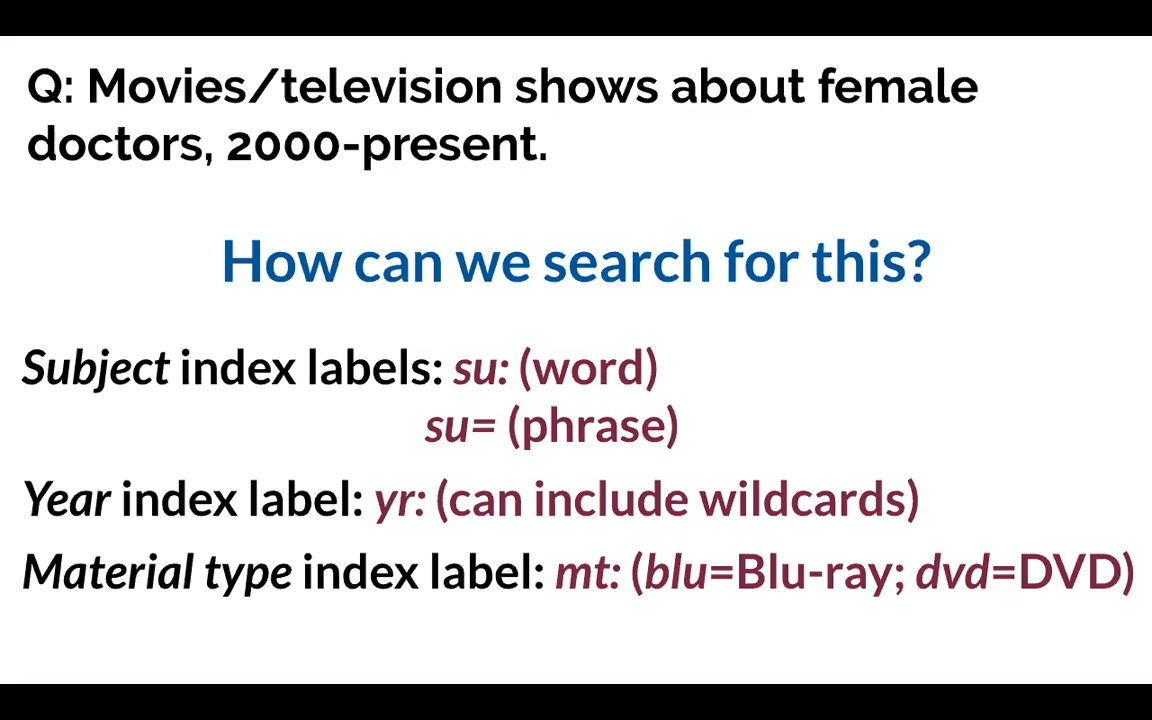 Q: Movies/television shows about female
doctors, 2000-present.
How can we search for this?
Subject index labels: su: (word)
su= (phrase)
Year index label: yr: (can include wildcards)
Material type index label: mt: (blu=Blu-ray; dvd=DVD)